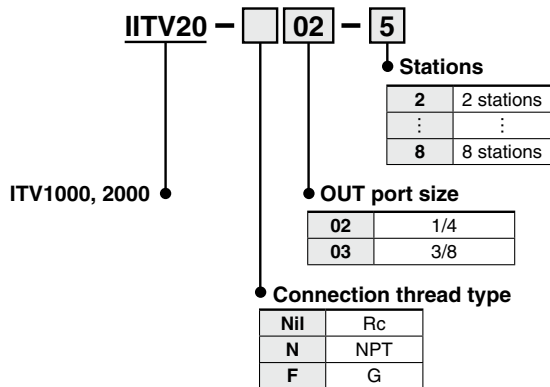 IITV20 – 02 – 5
Stations
2 2 stations
⋮ ⋮
8 8 stations
ITV1000, 2000
OUT port size
02 1/4
03 3/8
Connection thread type
Nil Rc
N NPT
F G